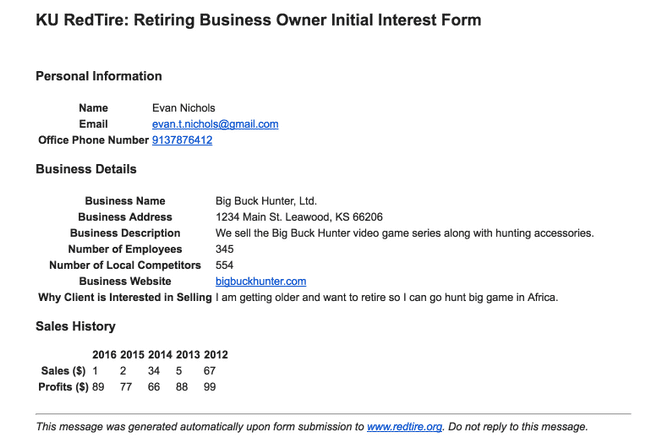 KU RedTire: Retiring Business Owner Initial Interest Form
Personal Information
Name Evan Nichols
Email evan.t.nichols@gmail.com
Office Phone Number 9137876412
Business Details
Business Name Big Buck Hunter, Ltd.
Business Address 1234 Main St. Leawood, KS 66206
Business Description We sell the Big Buck Hunter video game series along with hunting accessories.
Number of Employees 345
Number of Local Competitors 554
Business Website bigbuckhunter.com
Why Client is Interested in Selling I am getting older and want to retire so I can go hunt big game in Africa.
Sales History
2016 2015 2014 2013 2012
Sales ($) 1 2 34 5 67
Profits ($) 89 77 66 88 99
This message was generated automatically upon form submission to www.redtire.org. Do not reply to this message.